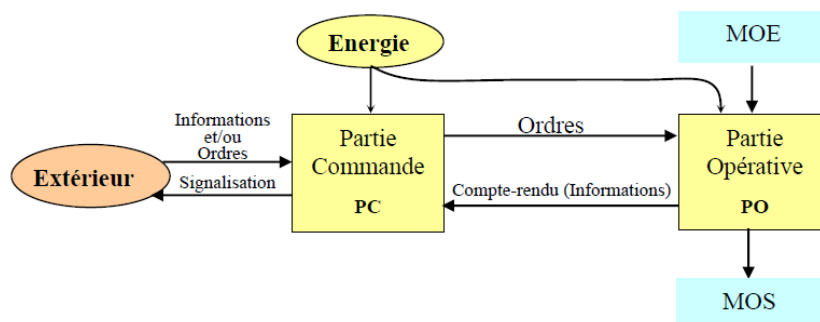 Energie
MOE
Informations
et/ou
Ordres
Extérieur
Signalisation
Partie
Commande
PC
Ordres
Compte-rendu (Informations)
Partie
Opérative
PO
MOS